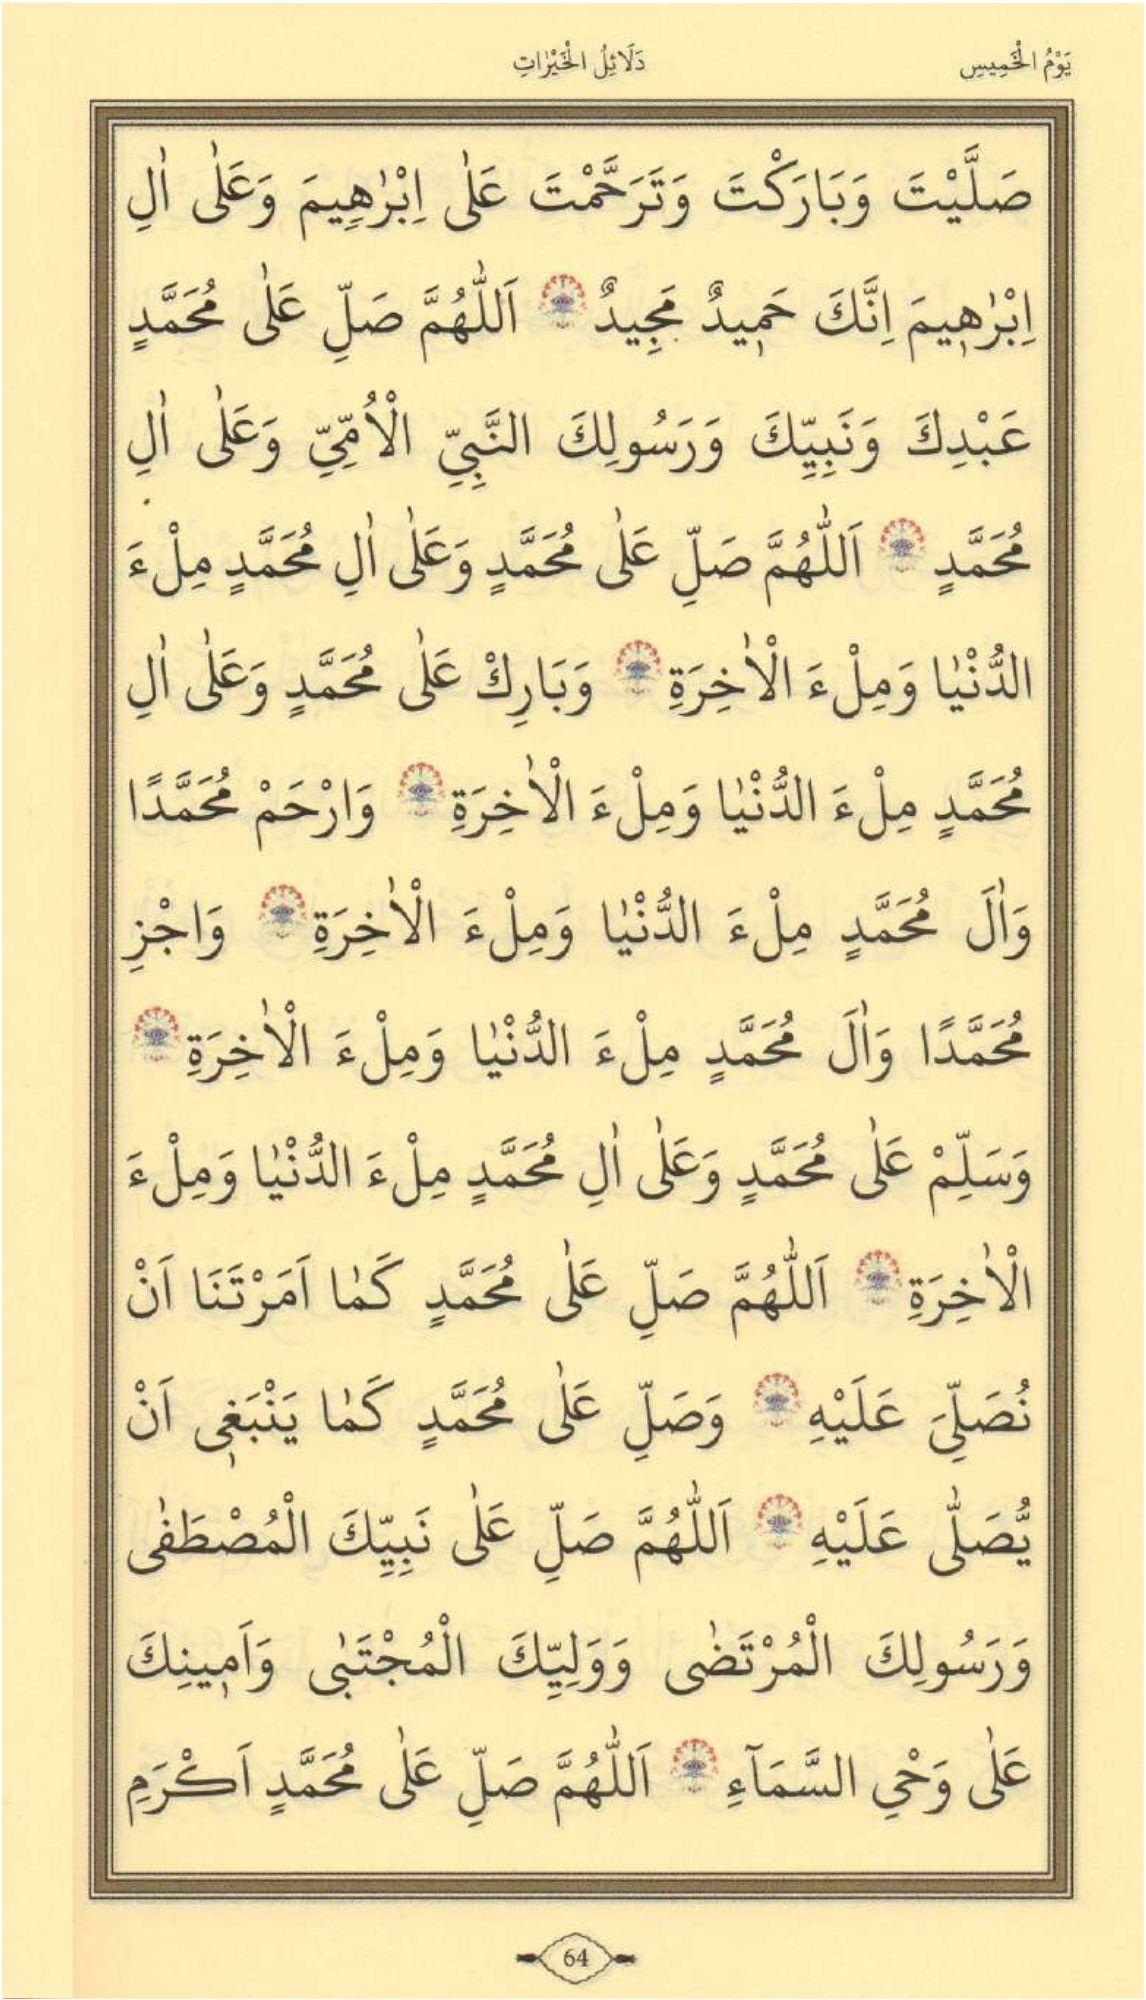 يَوْمُ الْخَمِيسِ
دَلَائِلُ الْخَيْرَاتِ
صَلَّيْتَ وَبَارَكْتَ وَتَرَحَّمْتَ عَلٰى اِبْرٰهِيمَ وَعَلٰى اٰلِ
اِبْرٰهٖيمَ اِنَّكَ حَمٖيدٌ مَجِيدٌ اَللّٰهُمَّ صَلِّ عَلٰى مُحَمَّدٍ
عَبْدِكَ وَنَبِيِّكَ وَرَسُولِكَ النَّبِيِّ الْاُمِّيِّ وَعَلٰى اٰلِ
مُحَمَّدٍ اَللّٰهُمَّ صَلِّ عَلٰى مُحَمَّدٍ وَعَلٰى اٰلِ مُحَمَّدٍ مِلْءَ
الدُّنْيٰا وَمِلْءَ الْاٰخِرَةِ وَبَارِكْ عَلٰى مُحَمَّدٍ وَعَلٰى اٰلِ
مُحَمَّدٍ مِلْءَ الدُّنْيٰا وَمِلْءَ الْاٰخِرَةِ وَارْحَمْ مُحَمَّدًا
وَاٰلَ مُحَمَّدٍ مِلْءَ الدُّنْيٰا وَمِلْءَ الْاٰخِرَةِ وَاجْزِ
مُحَمَّدًا وَاٰلَ مُحَمَّدٍ مِلْءَ الدُّنْيٰا وَمِلْءَ الْاٰخِرَةِ
وَسَلِّمْ عَلٰى مُحَمَّدٍ وَعَلٰى اٰلِ مُحَمَّدٍ مِلْءَ الدُّنْيٰا وَمِلْءَ
الْاٰخِرَةِ اَللّٰهُمَّ صَلِّ عَلٰى مُحَمَّدٍ كَمٰا اَمَرْتَنَا اَنْ
نُصَلِّيَ عَلَيْهِ وَصَلِّ عَلٰى مُحَمَّدٍ كَمٰا يَنْبَغٖى اَنْ
يُّصَلّٰى عَلَيْهِ اَللّٰهُمَّ صَلِّ عَلٰى نَبِيِّكَ الْمُصْطَفٰى
وَرَسُولِكَ الْمُرْتَضٰى وَوَلِيِّكَ الْمُجْتَبٰى وَاَمٖينِكَ
عَلٰى وَحْيِ السَّمَآءِ اَللّٰهُمَّ صَلِّ عَلٰى مُحَمَّدٍ اَكْرَمِ
64